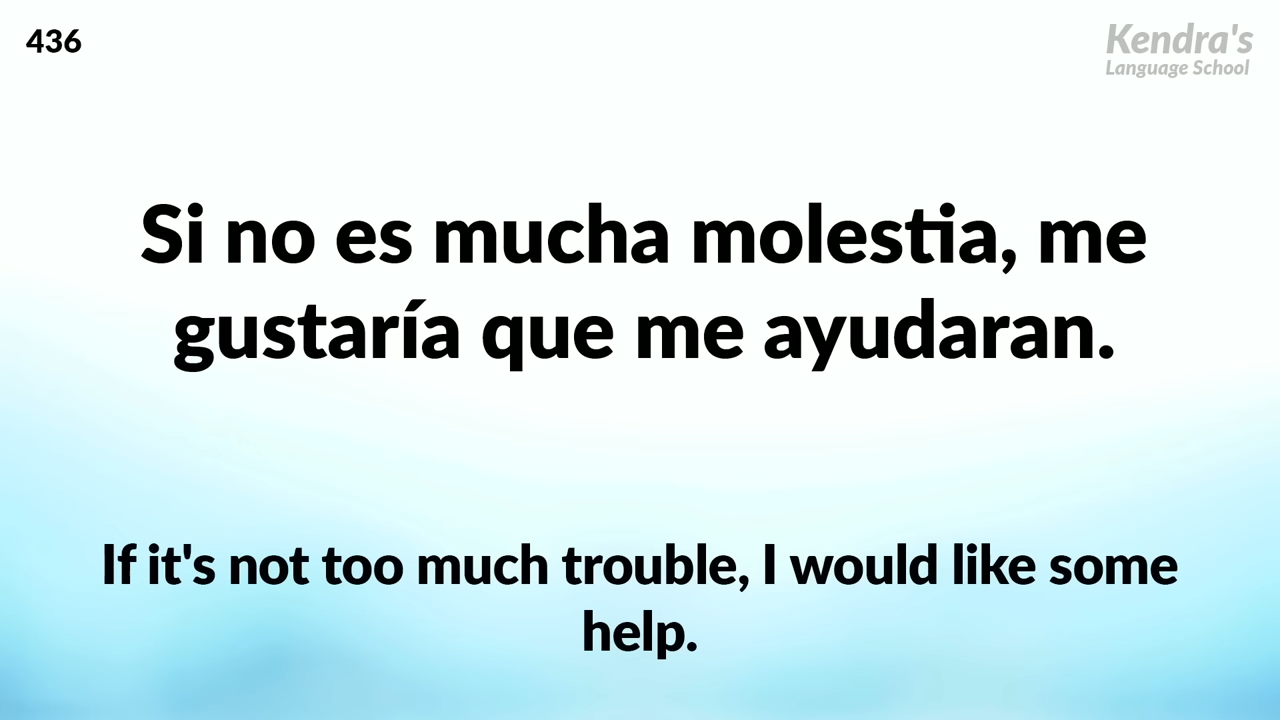 436
Kendra's
Language School
Si no es mucha molestia, me
gustaría que me ayudaran.
If it's not too much trouble, I would like some
help.